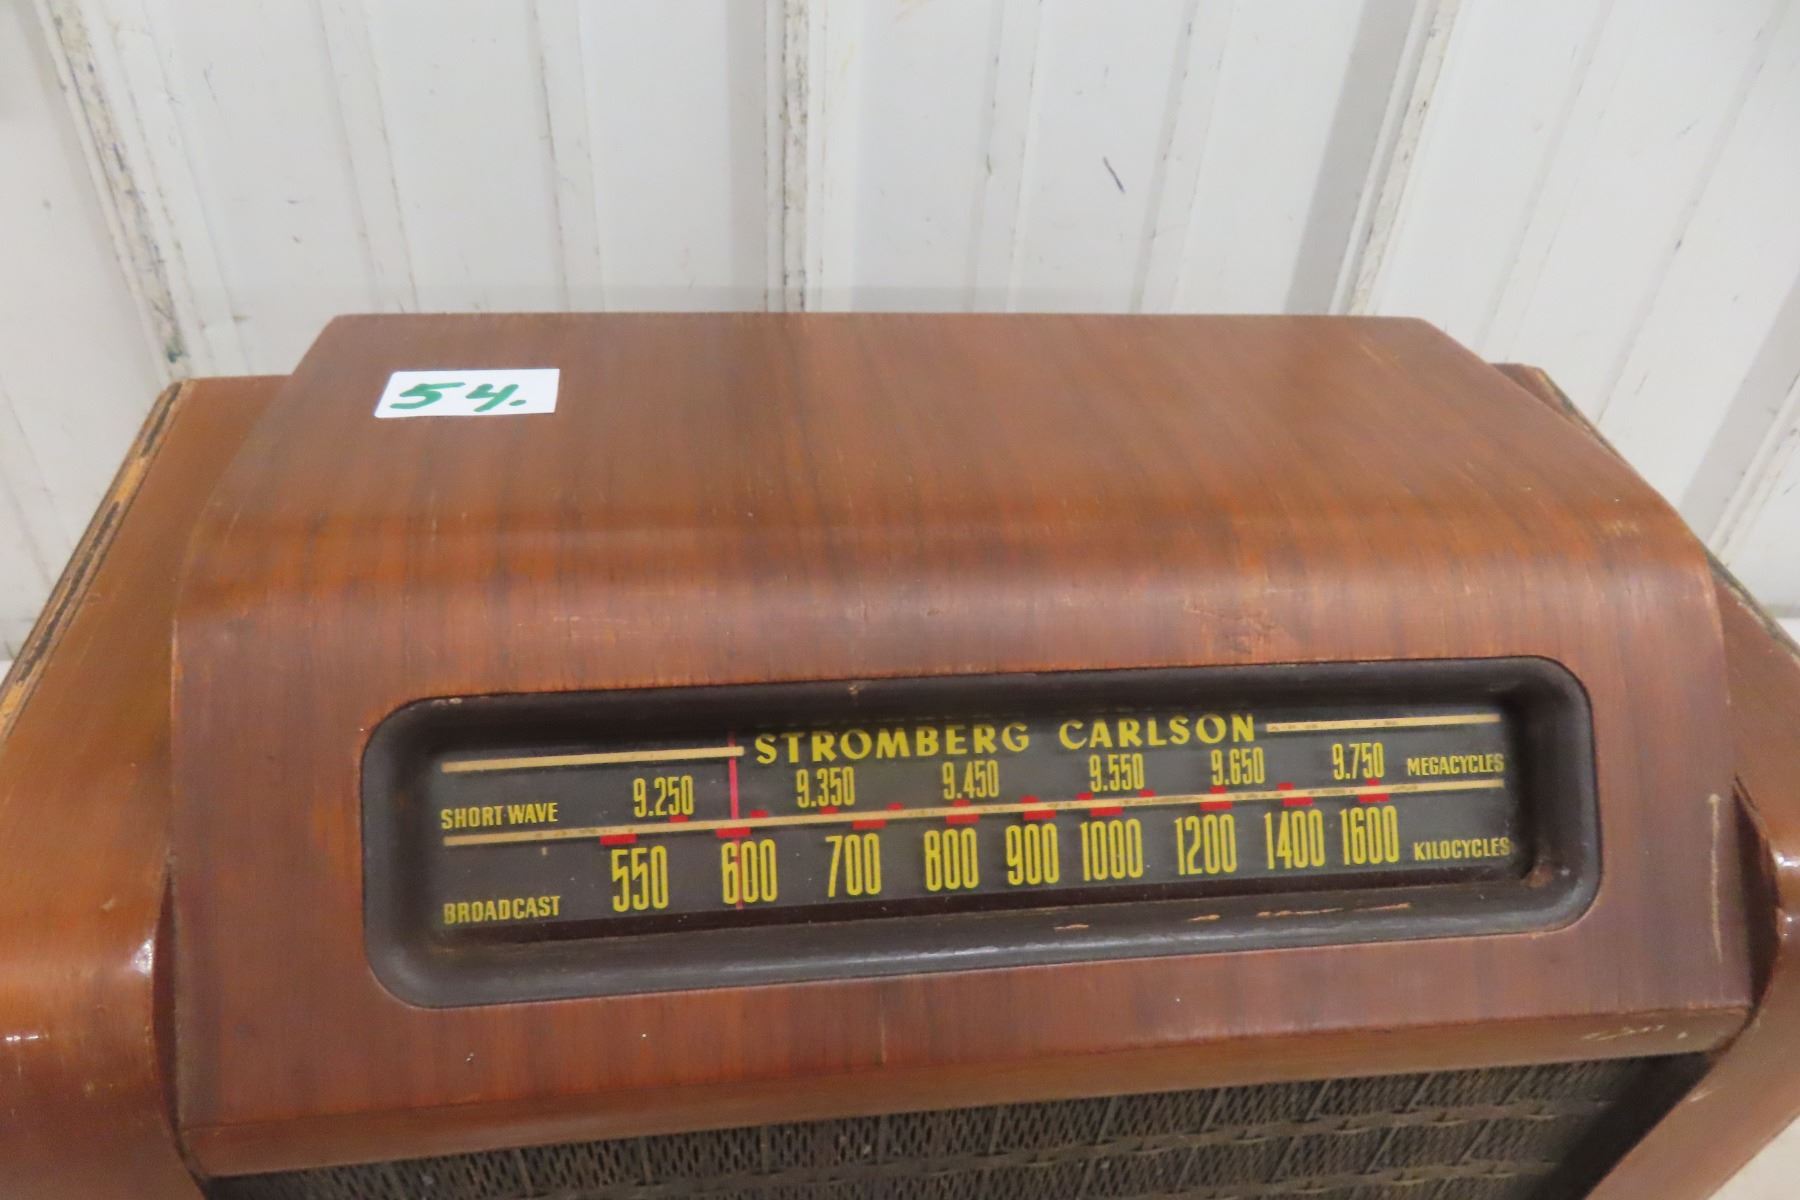 54.
STROMBERG CARLSON
SHORT WAVE 9.250 9.350 9.450 9.550 9.650 9.750 MEGACYCLES
BROADCAST 550 600 700 800 900 1000 1200 1400 1600 KILOCYCLES